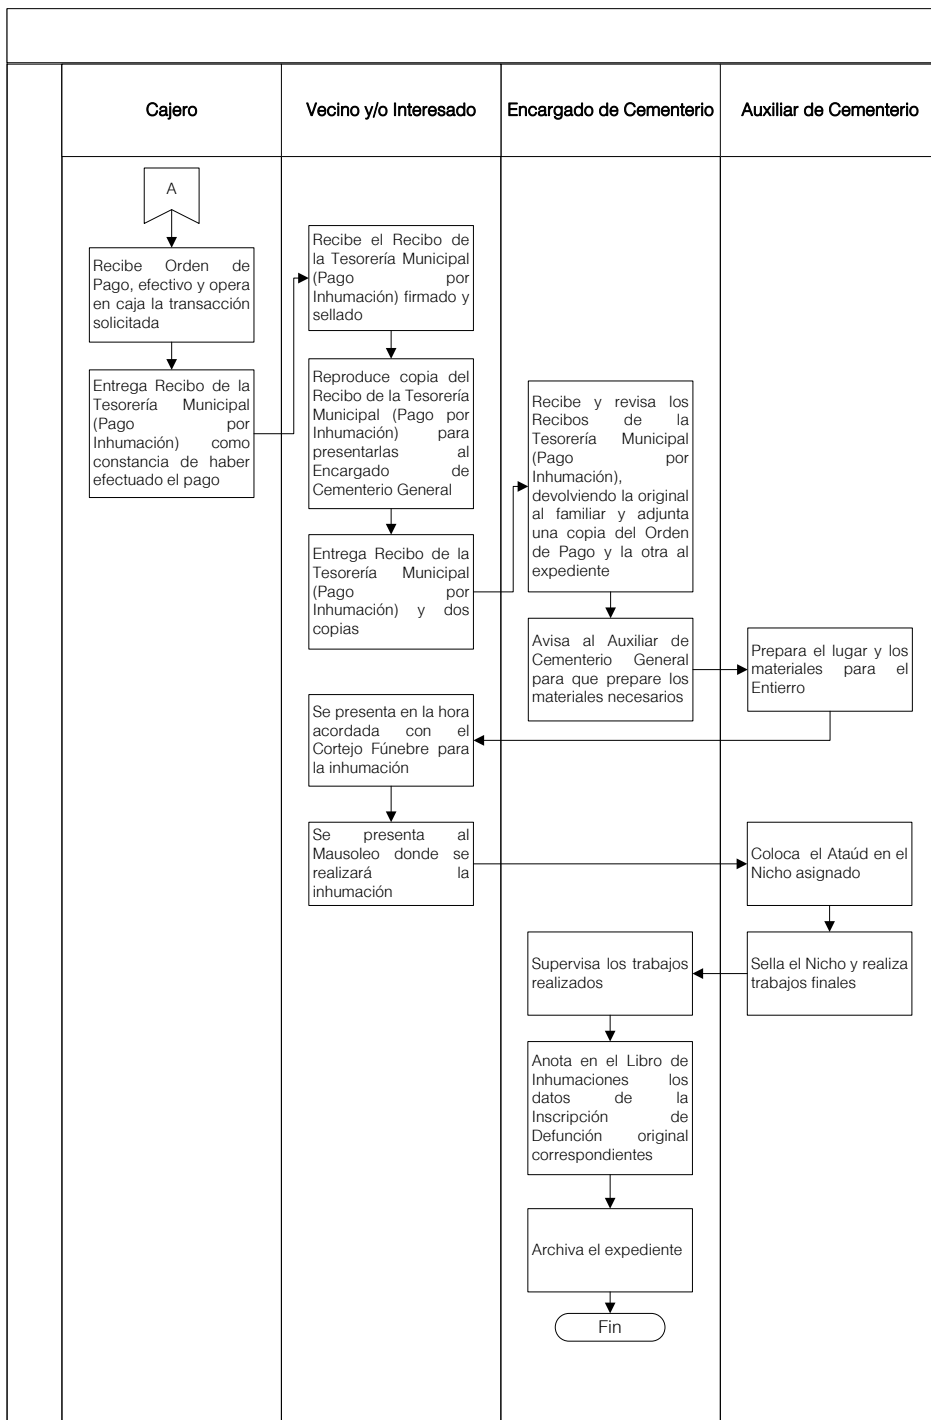 Cajero
Vecino y/o Interesado
Encargado de Cementerio
Auxiliar de Cementerio
A
Recibe Orden de
Pago, efectivo y opera
en caja la transacción
solicitada
Entrega Recibo de la
Tesorería Municipal
(Pago por
Inhumación) como
constancia de haber
efectuado el pago
Recibe el Recibo de
la Tesorería Municipal
(Pago por
Inhumación) firmado y
sellado
Reproduce copia del
Recibo de la Tesorería
Municipal (Pago por
Inhumación) para
presentarlas al
Encargado de
Cementerio General
Entrega Recibo de la
Tesorería Municipal
(Pago por
Inhumación) y dos
copias
Recibe y revisa los
Recibos de la
Tesorería Municipal
(Pago por
Inhumación),
devolviendo la original
al familiar y adjunta
una copia del Orden
de Pago y la otra al
expediente
Avisa al Auxiliar de
Cementerio General
para que prepare los
materiales necesarios
Prepara el lugar y los
materiales para el
Entierro
Se presenta en la hora
acordada con el
Cortejo Fúnebre para
la inhumación
Se presenta al
Mausoleo donde se
realizará la
inhumación
Coloca el Ataúd en el
Nicho asignado
Sella el Nicho y realiza
trabajos finales
Supervisa los trabajos
realizados
Anota en el Libro de
Inhumaciones los
datos de la
Inscripción de
Defunción original
correspondientes
Archiva el expediente
Fin